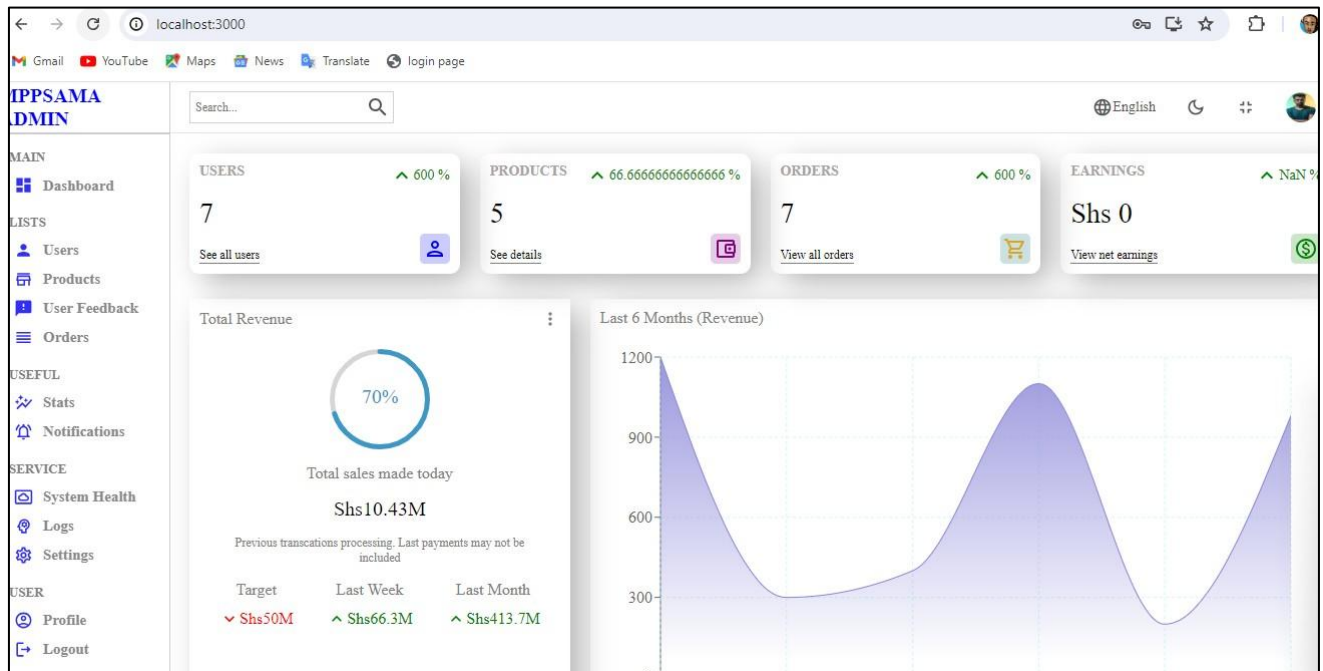 localhost:3000
Gmail YouTube Maps News Translate login page
MPPSAMA
ADMIN
Search...
English
MAIN
Dashboard
LISTS
Users
Products
User Feedback
Orders
USEFUL
Stats
Notifications
SERVICE
System Health
Logs
Settings
USER
Profile
Logout
USERS 600 %
7
See all users
PRODUCTS 66.66666666666666 %
5
See details
ORDERS 600 %
7
View all orders
EARNINGS NaN %
Shs 0
View net earnings
Total Revenue
70%
Total sales made today
Shs10.43M
Previous transcations processing. Last payments may not be
included
Target Last Week Last Month
Shs50M Shs66.3M Shs413.7M
Last 6 Months (Revenue)
1200
900
600
300